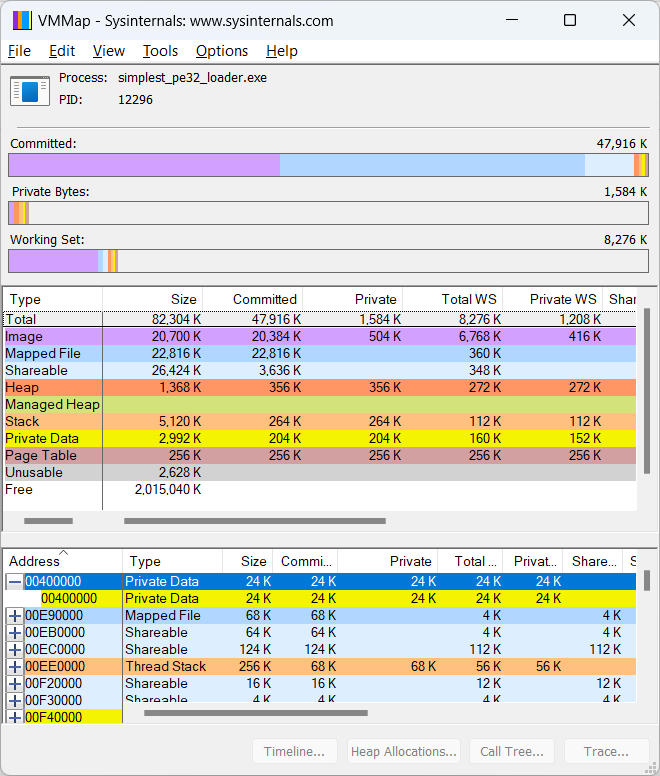 VMMap - Sysinternals: www.sysinternals.com
File Edit View Tools Options Help
Process: simplest_pe32_loader.exe
PID: 12296
Committed: 47,916 K
Private Bytes: 1,584 K
Working Set: 8,276 K
Type Size Committed Private Total WS Private WS Shar
Total 82,304 K 47,916 K 1,584 K 8,276 K 1,208 K
Image 20,700 K 20,384 K 504 K 6,768 K 416 K
Mapped File 22,816 K 22,816 K 360 K
Shareable 26,424 K 3,636 K 348 K
Heap 1,368 K 356 K 356 K 272 K 272 K
Managed Heap
Stack 5,120 K 264 K 264 K 112 K 112 K
Private Data 2,992 K 204 K 204 K 160 K 152 K
Page Table 256 K 256 K 256 K 256 K 256 K
Unusable 2,628 K
Free 2,015,040 K
Address Type Size Commi... Private Total ... Privat... Share... S
00400000 Private Data 24 K 24 K 24 K 24 K 24 K
00400000 Private Data 24 K 24 K 24 K 24 K 24 K
00E90000 Mapped File 68 K 68 K 4 K 4 K
00EB0000 Shareable 64 K 64 K 4 K 4 K
00EC0000 Shareable 124 K 124 K 112 K 112 K
00EE0000 Thread Stack 256 K 68 K 68 K 56 K 56 K
00F20000 Shareable 16 K 16 K 12 K 12 K
00F30000 Shareable 4 K 4 K 4 K 4 K
00F40000
Timeline... Heap Allocations... Call Tree... Trace...